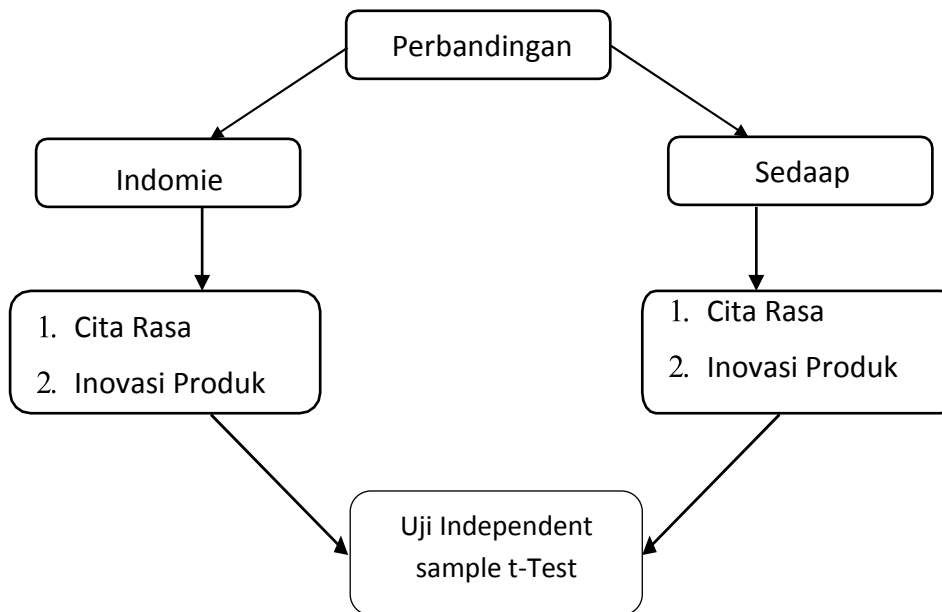 Perbandingan
Indomie
Sedaap
1. Cita Rasa
2. Inovasi Produk
1. Cita Rasa
2. Inovasi Produk
Uji Independent
sample t-Test